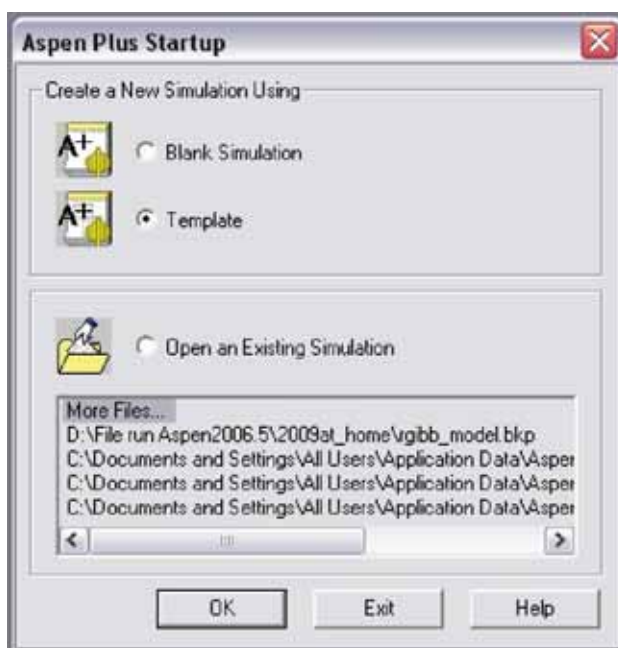 Aspen Plus Startup
Create a New Simulation Using
A+ Blank Simulation
A+ Template
Open an Existing Simulation
More Files...
D:\File run Aspen2006.5\2009at_home\rgibb_model.bkp
C:\Documents and Settings\All Users\Application Data\Asper
C:\Documents and Settings\All Users\Application Data\Asper
C:\Documents and Settings\All Users\Application Data\Asper
OK Exit Help